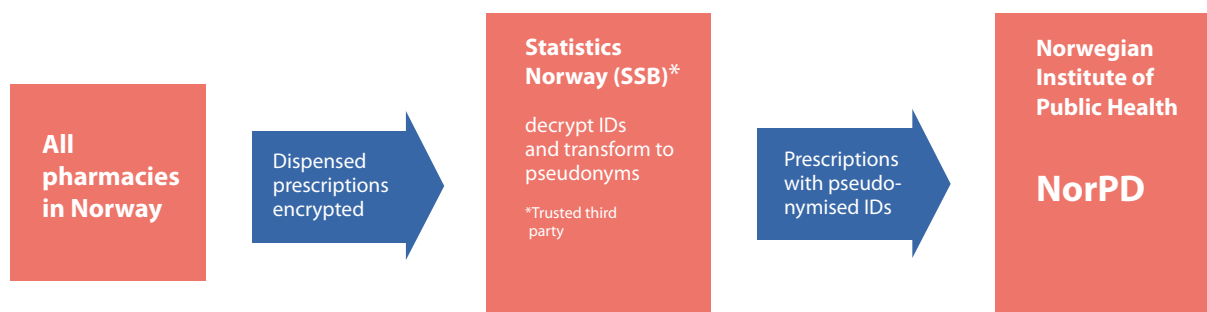 All
pharmacies
in Norway
Dispensed
prescriptions
encrypted
Statistics
Norway (SSB)*
decrypt IDs
and transform to
pseudonyms
*Trusted third
party
Prescriptions
with pseudo-
nymised IDs
Norwegian
Institute of
Public Health
NorPD